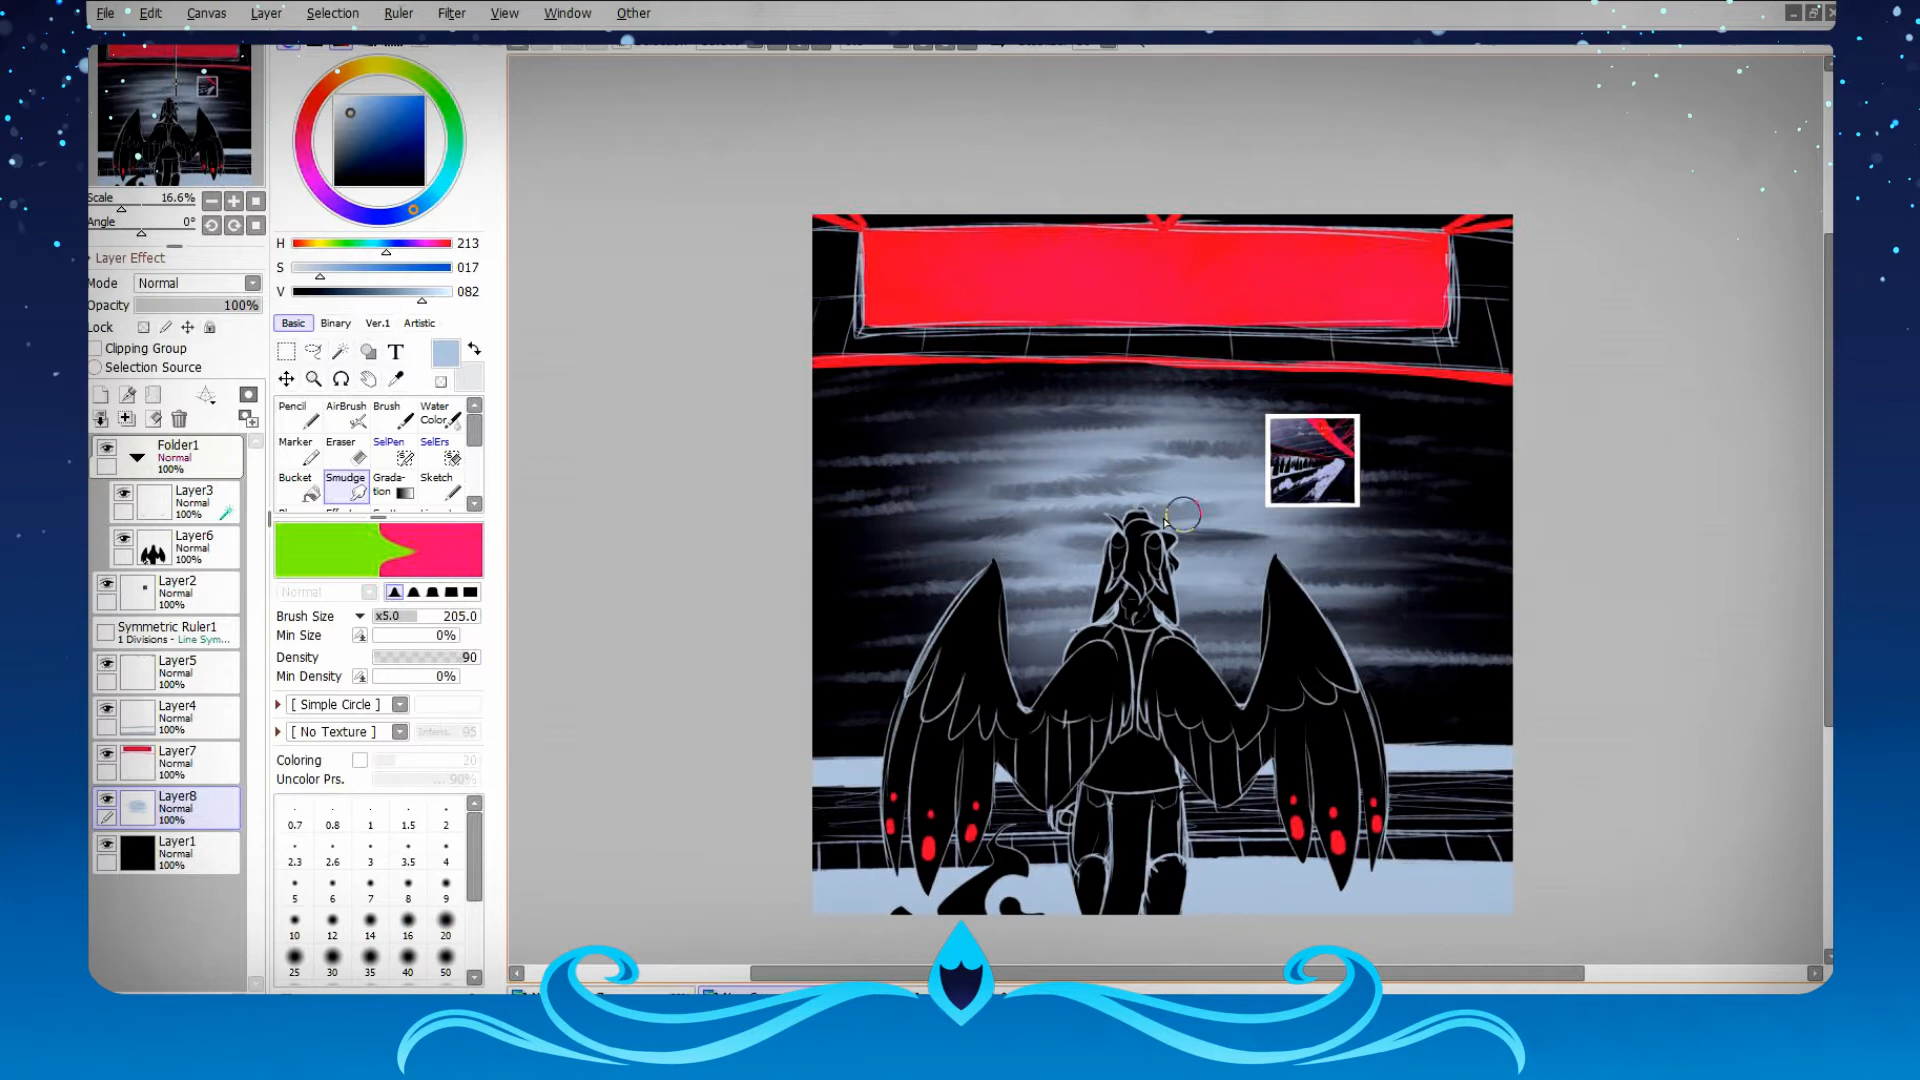 File Edit Canvas Layer Selection Ruler Filter View Window Other
Scale 16.6%
Angle 0°
Layer Effect
Mode Normal
Opacity 100%
Lock
Clipping Group
Selection Source
Folder1
Normal
100%
Layer3
Normal
100%
Layer6
Normal
100%
Layer2
Normal
100%
Symmetric Ruler1
1 Divisions - Line Sym...
Layer5
Normal
100%
Layer4
Normal
100%
Layer7
Normal
100%
Layer8
Normal
100%
Layer1
Normal
100%
H 213
S 017
V 082
Basic Binary Ver.1 Artistic
T
Pencil AirBrush Brush Water Color
Marker Eraser SelPen SelErs
Bucket Smudge Grada-tion Sketch
Normal
Brush Size x5.0 205.0
Min Size 0%
Density 90
Min Density 0%
[ Simple Circle ]
[ No Texture ] Intens. 95
Coloring 20
Uncolor Prs. ... 90%
0.7 0.8 1 1.5 2
2.3 2.6 3 3.5 4
5 6 7 8 9
10 12 14 16 20
25 30 35 40 50